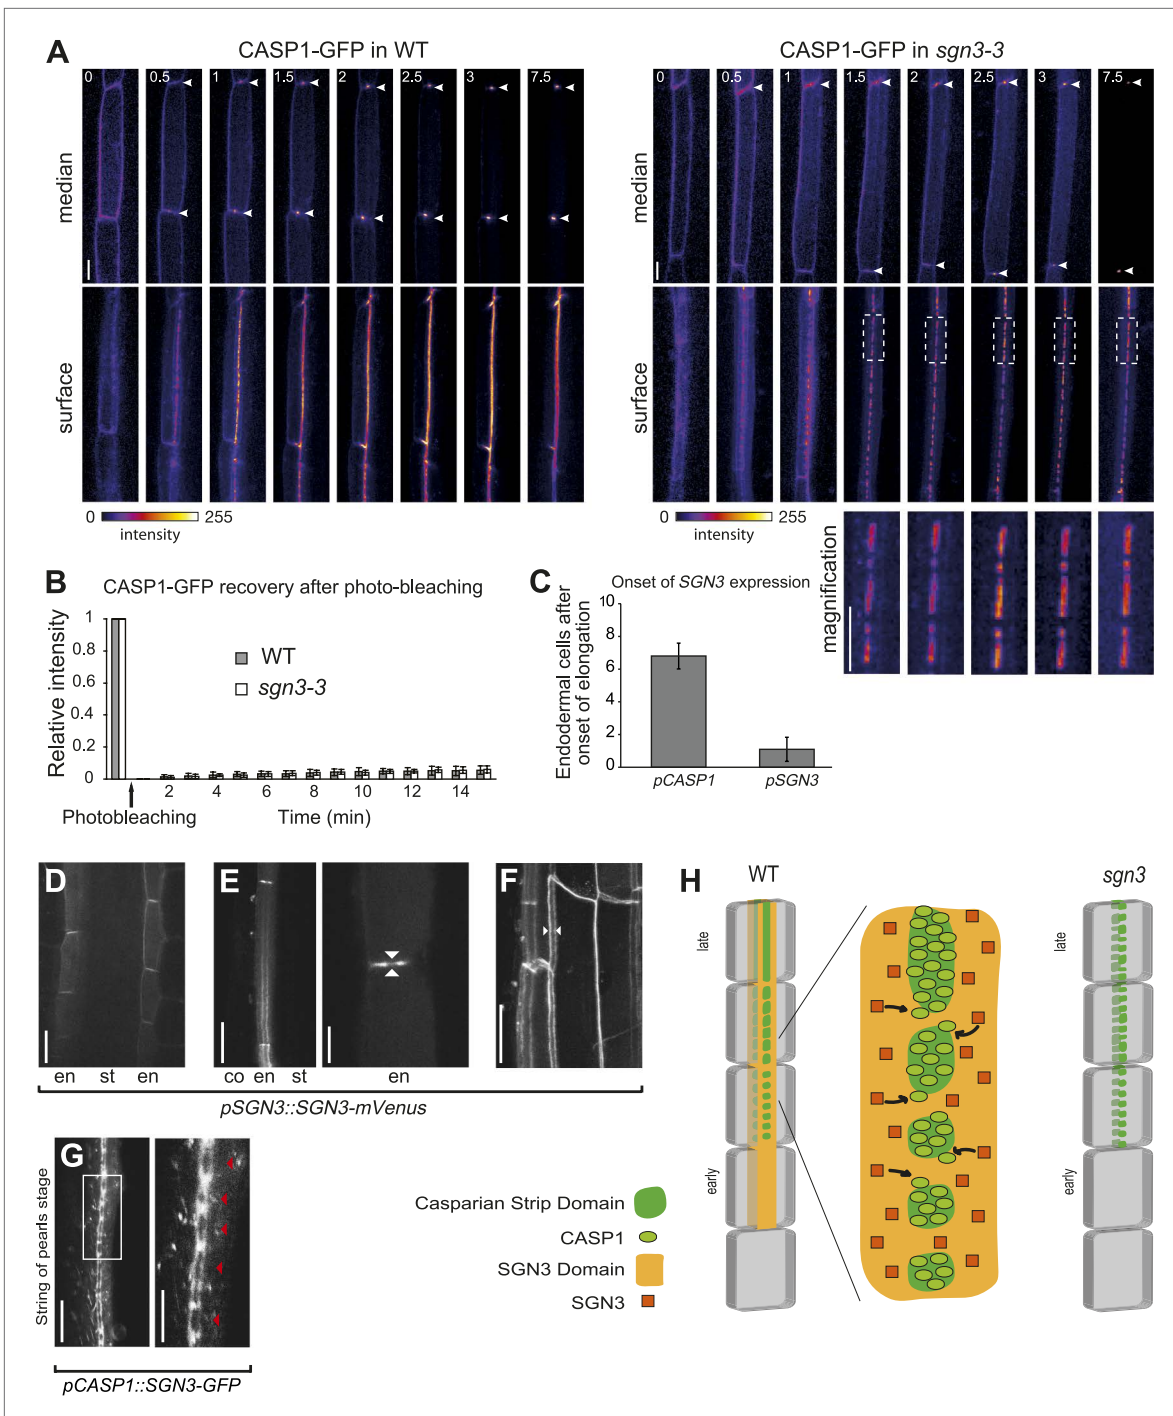 A
CASP1-GFP in WT
CASP1-GFP in sgn3-3
0 0.5 1 1.5 2 2.5 3 7.5
0 0.5 1 1.5 2 2.5 3 7.5
median
median
surface
surface
0 255
intensity
0 255
intensity
magnification
B
CASP1-GFP recovery after photo-bleaching
Relative intensity
1
0.8
0.6
0.4
0.2
0
WT
sgn3-3
2 4 6 8 10 12 14
Photobleaching
Time (min)
C
Onset of SGN3 expression
Endodermal cells after
onset of elongation
10
8
6
4
2
0
pCASP1 pSGN3
D
E
F
en st en
co en st
en
pSGN3::SGN3-mVenus
G
String of pearls stage
pCASP1::SGN3-GFP
H
WT
sgn3
late
early
late
early
Casparian Strip Domain
CASP1
SGN3 Domain
SGN3